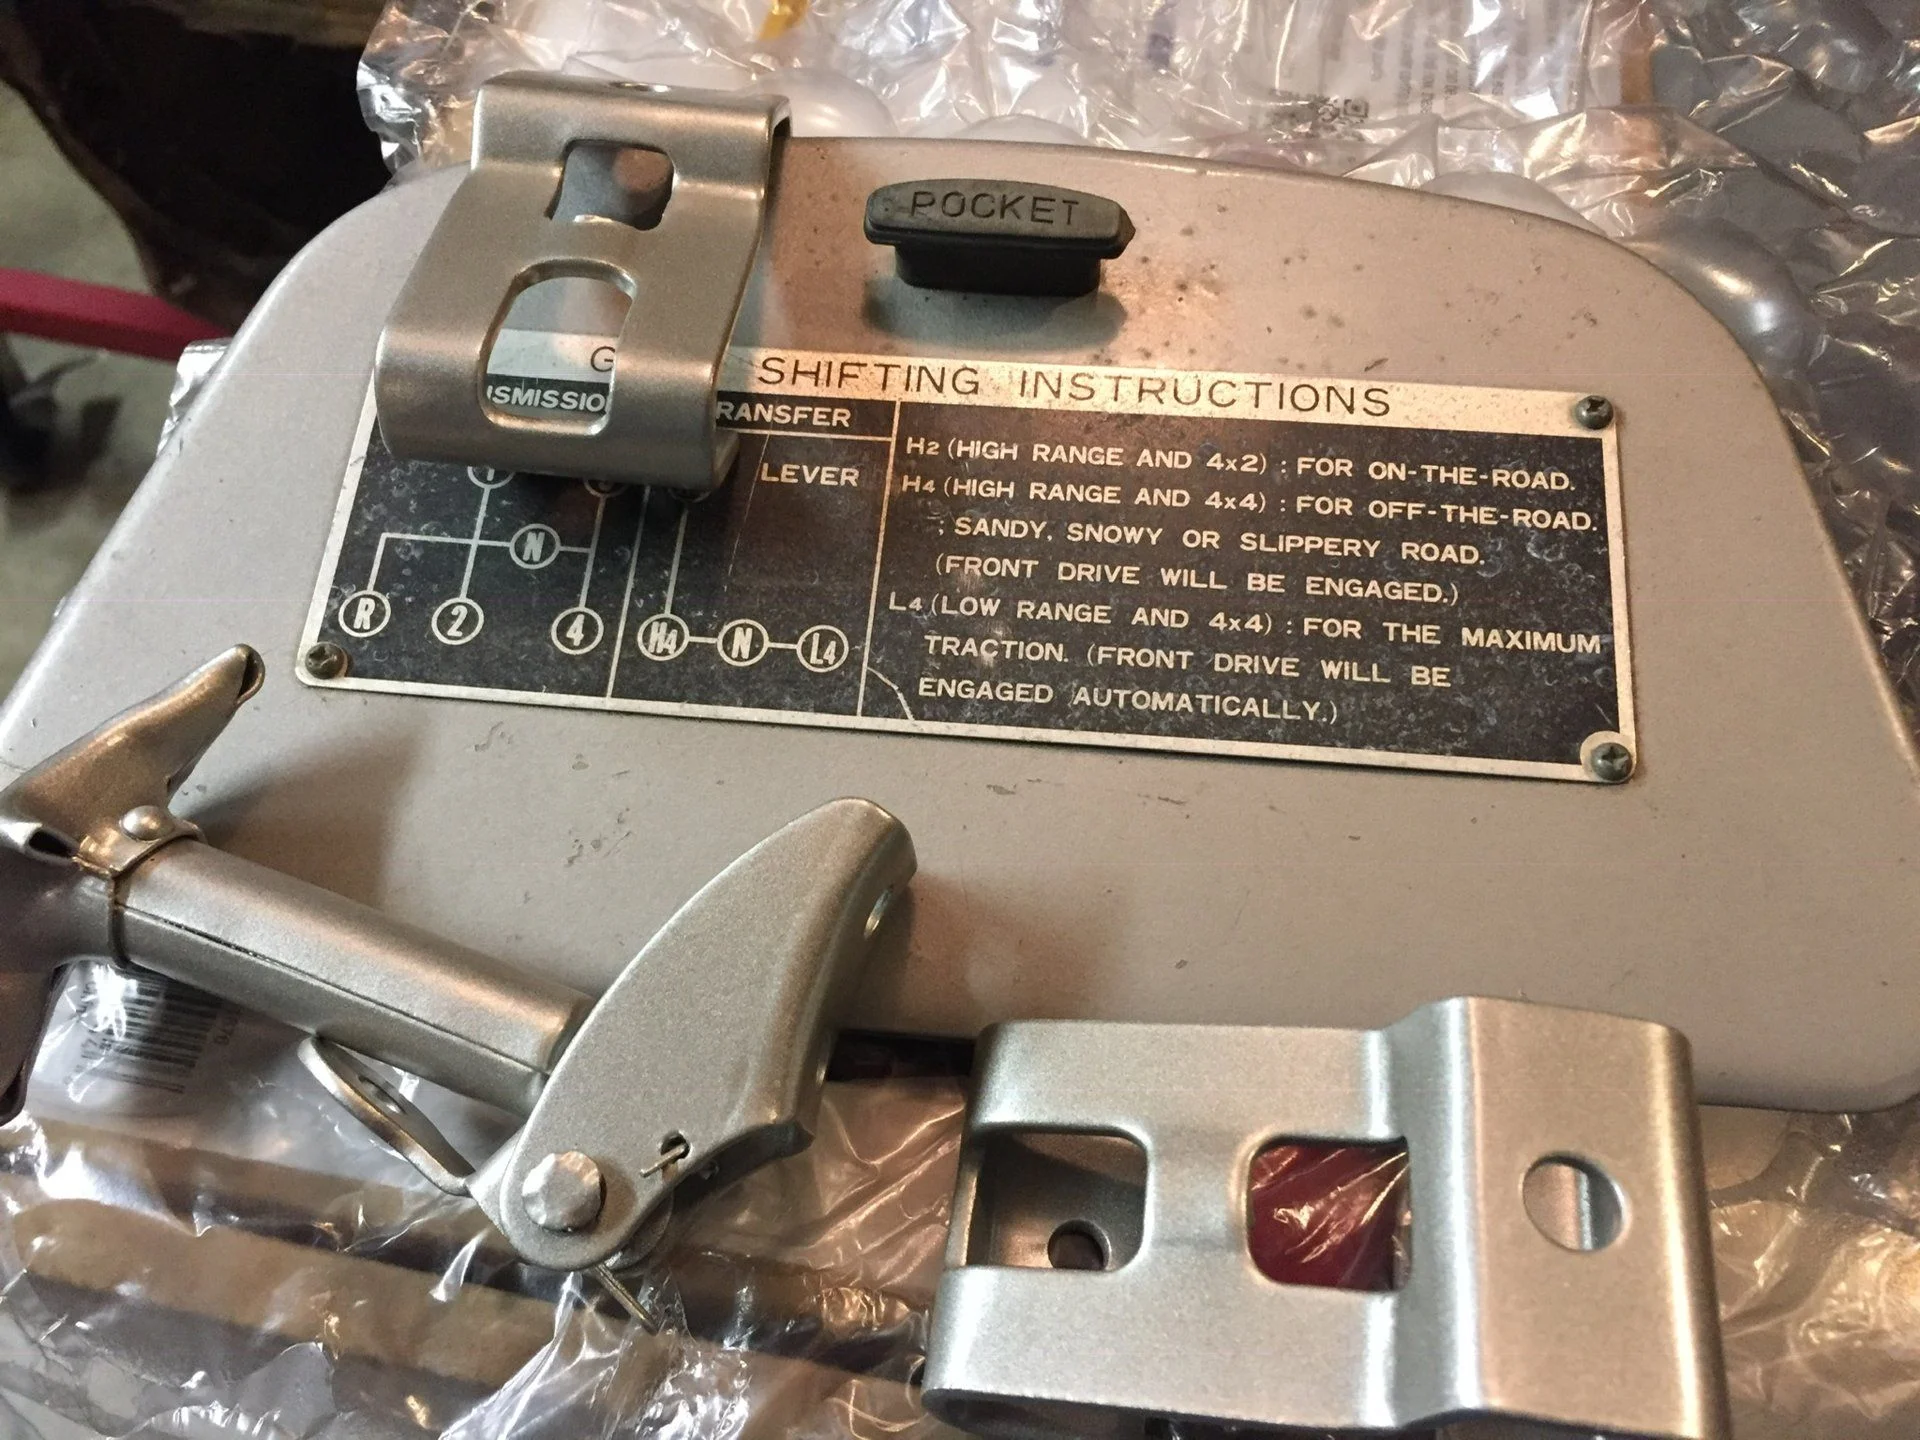 POCKET
G SHIFTING INSTRUCTIONS
ISMISSIO
RANSFER
LEVER
H2 (HIGH RANGE AND 4x2) : FOR ON-THE-ROAD.
H4 (HIGH RANGE AND 4x4) : FOR OFF-THE-ROAD.
; SANDY, SNOWY OR SLIPPERY ROAD.
(FRONT DRIVE WILL BE ENGAGED.)
L4 (LOW RANGE AND 4x4) : FOR THE MAXIMUM
TRACTION. (FRONT DRIVE WILL BE
ENGAGED AUTOMATICALLY.)
1
N
R 2 4
H4 N L4